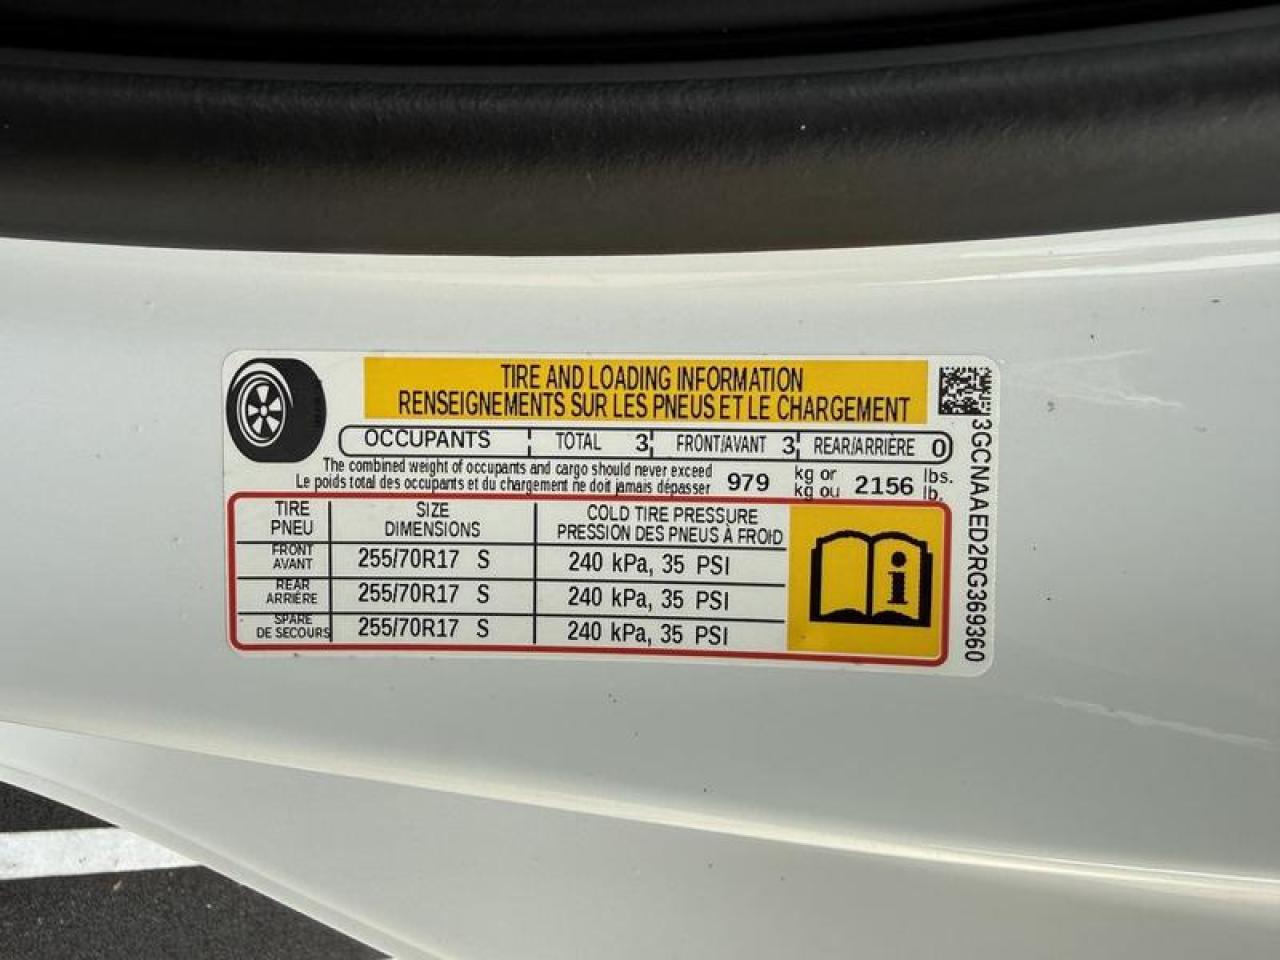 TIRE AND LOADING INFORMATION
RENSEIGNEMENTS SUR LES PNEUS ET LE CHARGEMENT
OCCUPANTS TOTAL 3 FRONT/AVANT 3 REAR/ARRIÈRE 0
The combined weight of occupants and cargo should never exceed
Le poids total des occupants et du chargement ne doit jamais dépasser
979 kg or 2156 lbs.
kg ou lb.
TIRE SIZE COLD TIRE PRESSURE
PNEU DIMENSIONS PRESSION DES PNEUS À FROID
FRONT
AVANT 255/70R17 S 240 kPa, 35 PSI
REAR
ARRIÈRE 255/70R17 S 240 kPa, 35 PSI
SPARE
DE SECOURS 255/70R17 S 240 kPa, 35 PSI
3GCNAAED2RG369360